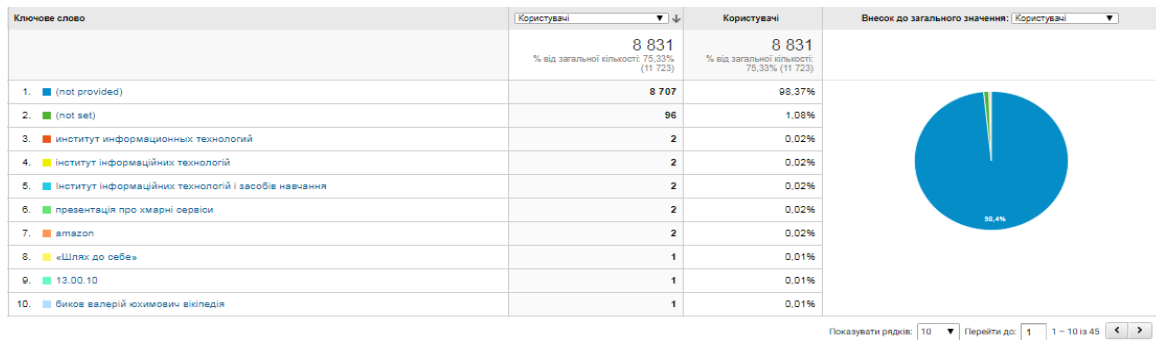 Ключове слово Користувачі Користувачі Внесок до загального значення: Користувачі
8 831 8 831
% від загальної кількості: 75,33% % від загальної кількості:
(11 723) 75,33% (11 723)
1. (not provided) 8 707 98,37%
2. (not set) 96 1,08%
3. институт информационных технологий 2 0,02%
4. інститут інформаційних технологій 2 0,02%
5. Інститут інформаційних технологій і засобів навчання 2 0,02%
6. презентація про хмарні сервіси 2 0,02%
7. amazon 2 0,02%
8. «Шлях до себе» 1 0,01%
9. 13.00.10 1 0,01%
10. биков валерій юхимович вікіпедія 1 0,01%
98,4%
Показувати рядків: 10 Перейти до: 1 1 – 10 із 45